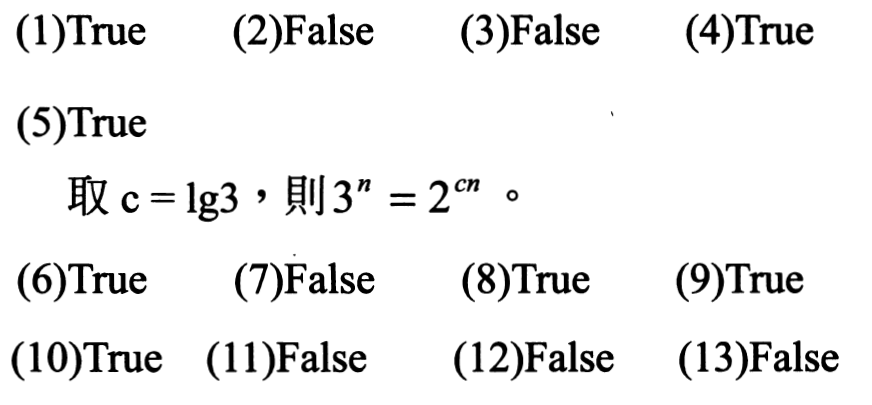 (1)True (2)False (3)False (4)True
(5)True
取 c = lg3，則 3ⁿ = 2ᶜⁿ 。
(6)True (7)False (8)True (9)True
(10)True (11)False (12)False (13)False